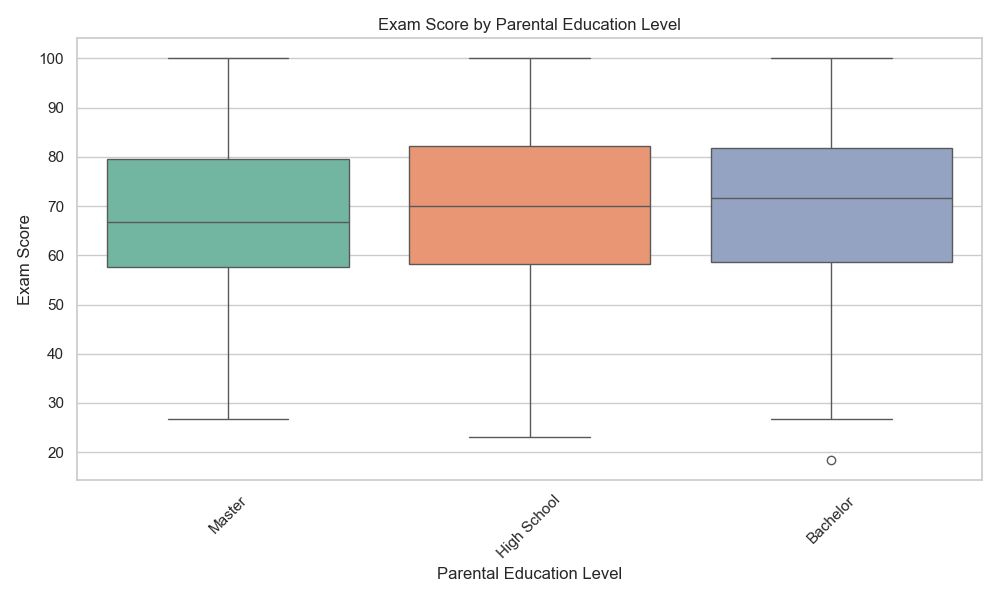 Exam Score by Parental Education Level
Exam Score
100
90
80
70
60
50
40
30
20
Master
High School
Bachelor
Parental Education Level